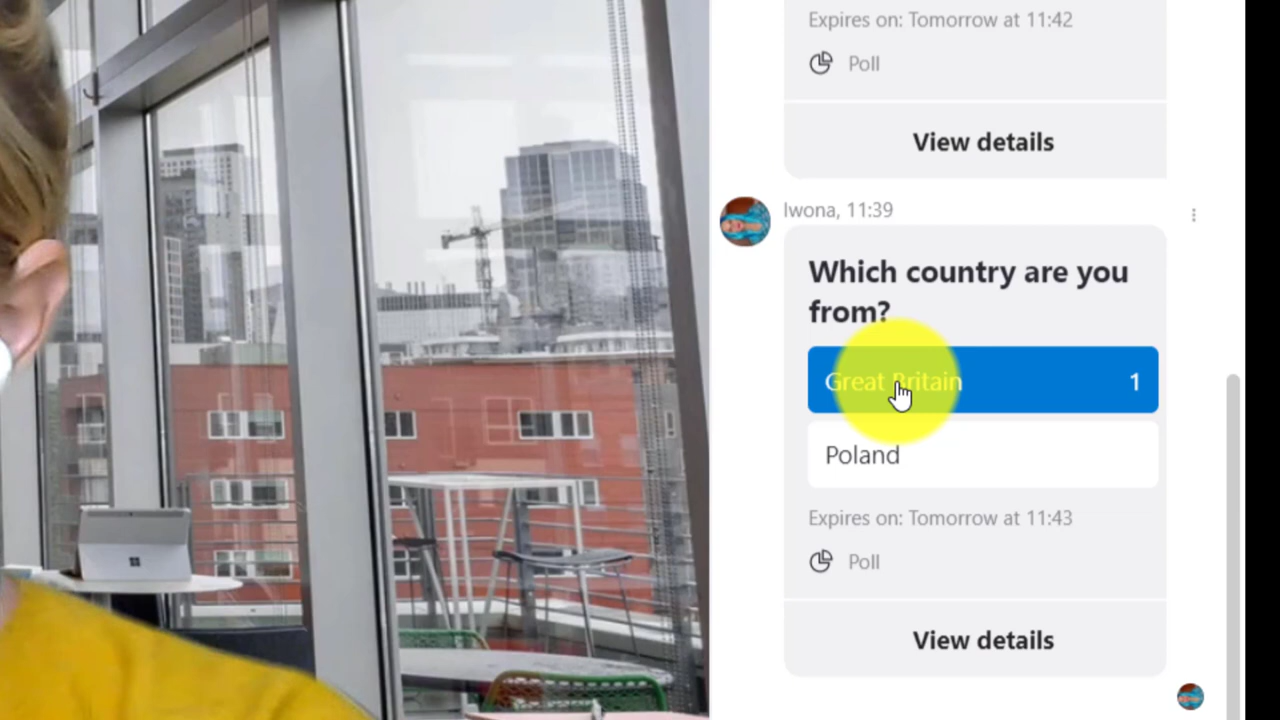 Expires on: Tomorrow at 11:42
Poll
View details
Iwona, 11:39
Which country are you
from?
Great Britain 1
Poland
Expires on: Tomorrow at 11:43
Poll
View details